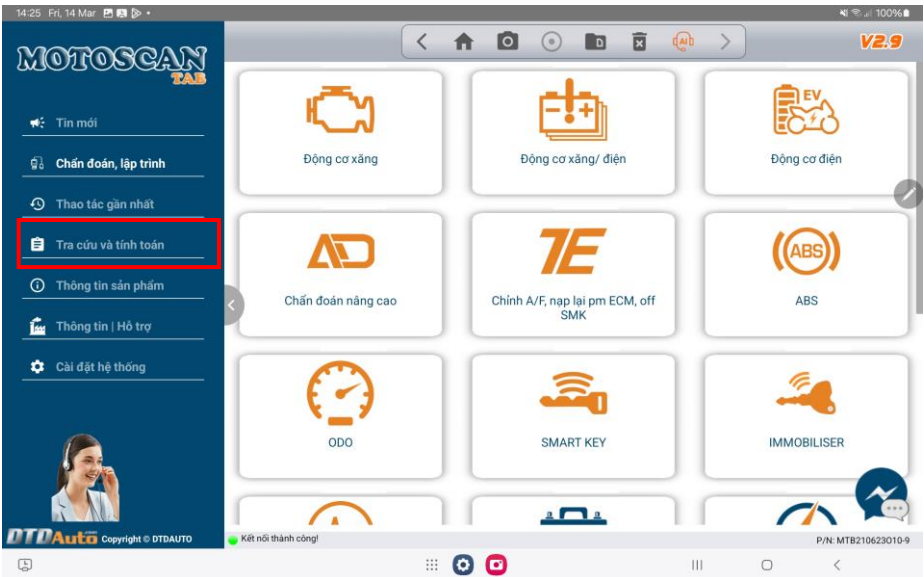 14:25 Fri, 14 Mar
100%
MOTOSCAN
TAB
AI
V2.9
Tin mới
Chẩn đoán, lập trình
Thao tác gần nhất
Tra cứu và tính toán
Thông tin sản phẩm
Thông tin | Hỗ trợ
Cài đặt hệ thống
Động cơ xăng
Động cơ xăng/ điện
EV
Động cơ điện
Chẩn đoán nâng cao
Chỉnh A/F, nạp lại pm ECM, off
SMK
ABS
ABS
ODO
SMART KEY
IMMOBILISER
DTDAuto Copyright © DTDAUTO
Kết nối thành công!
P/N: MTB210623010-9